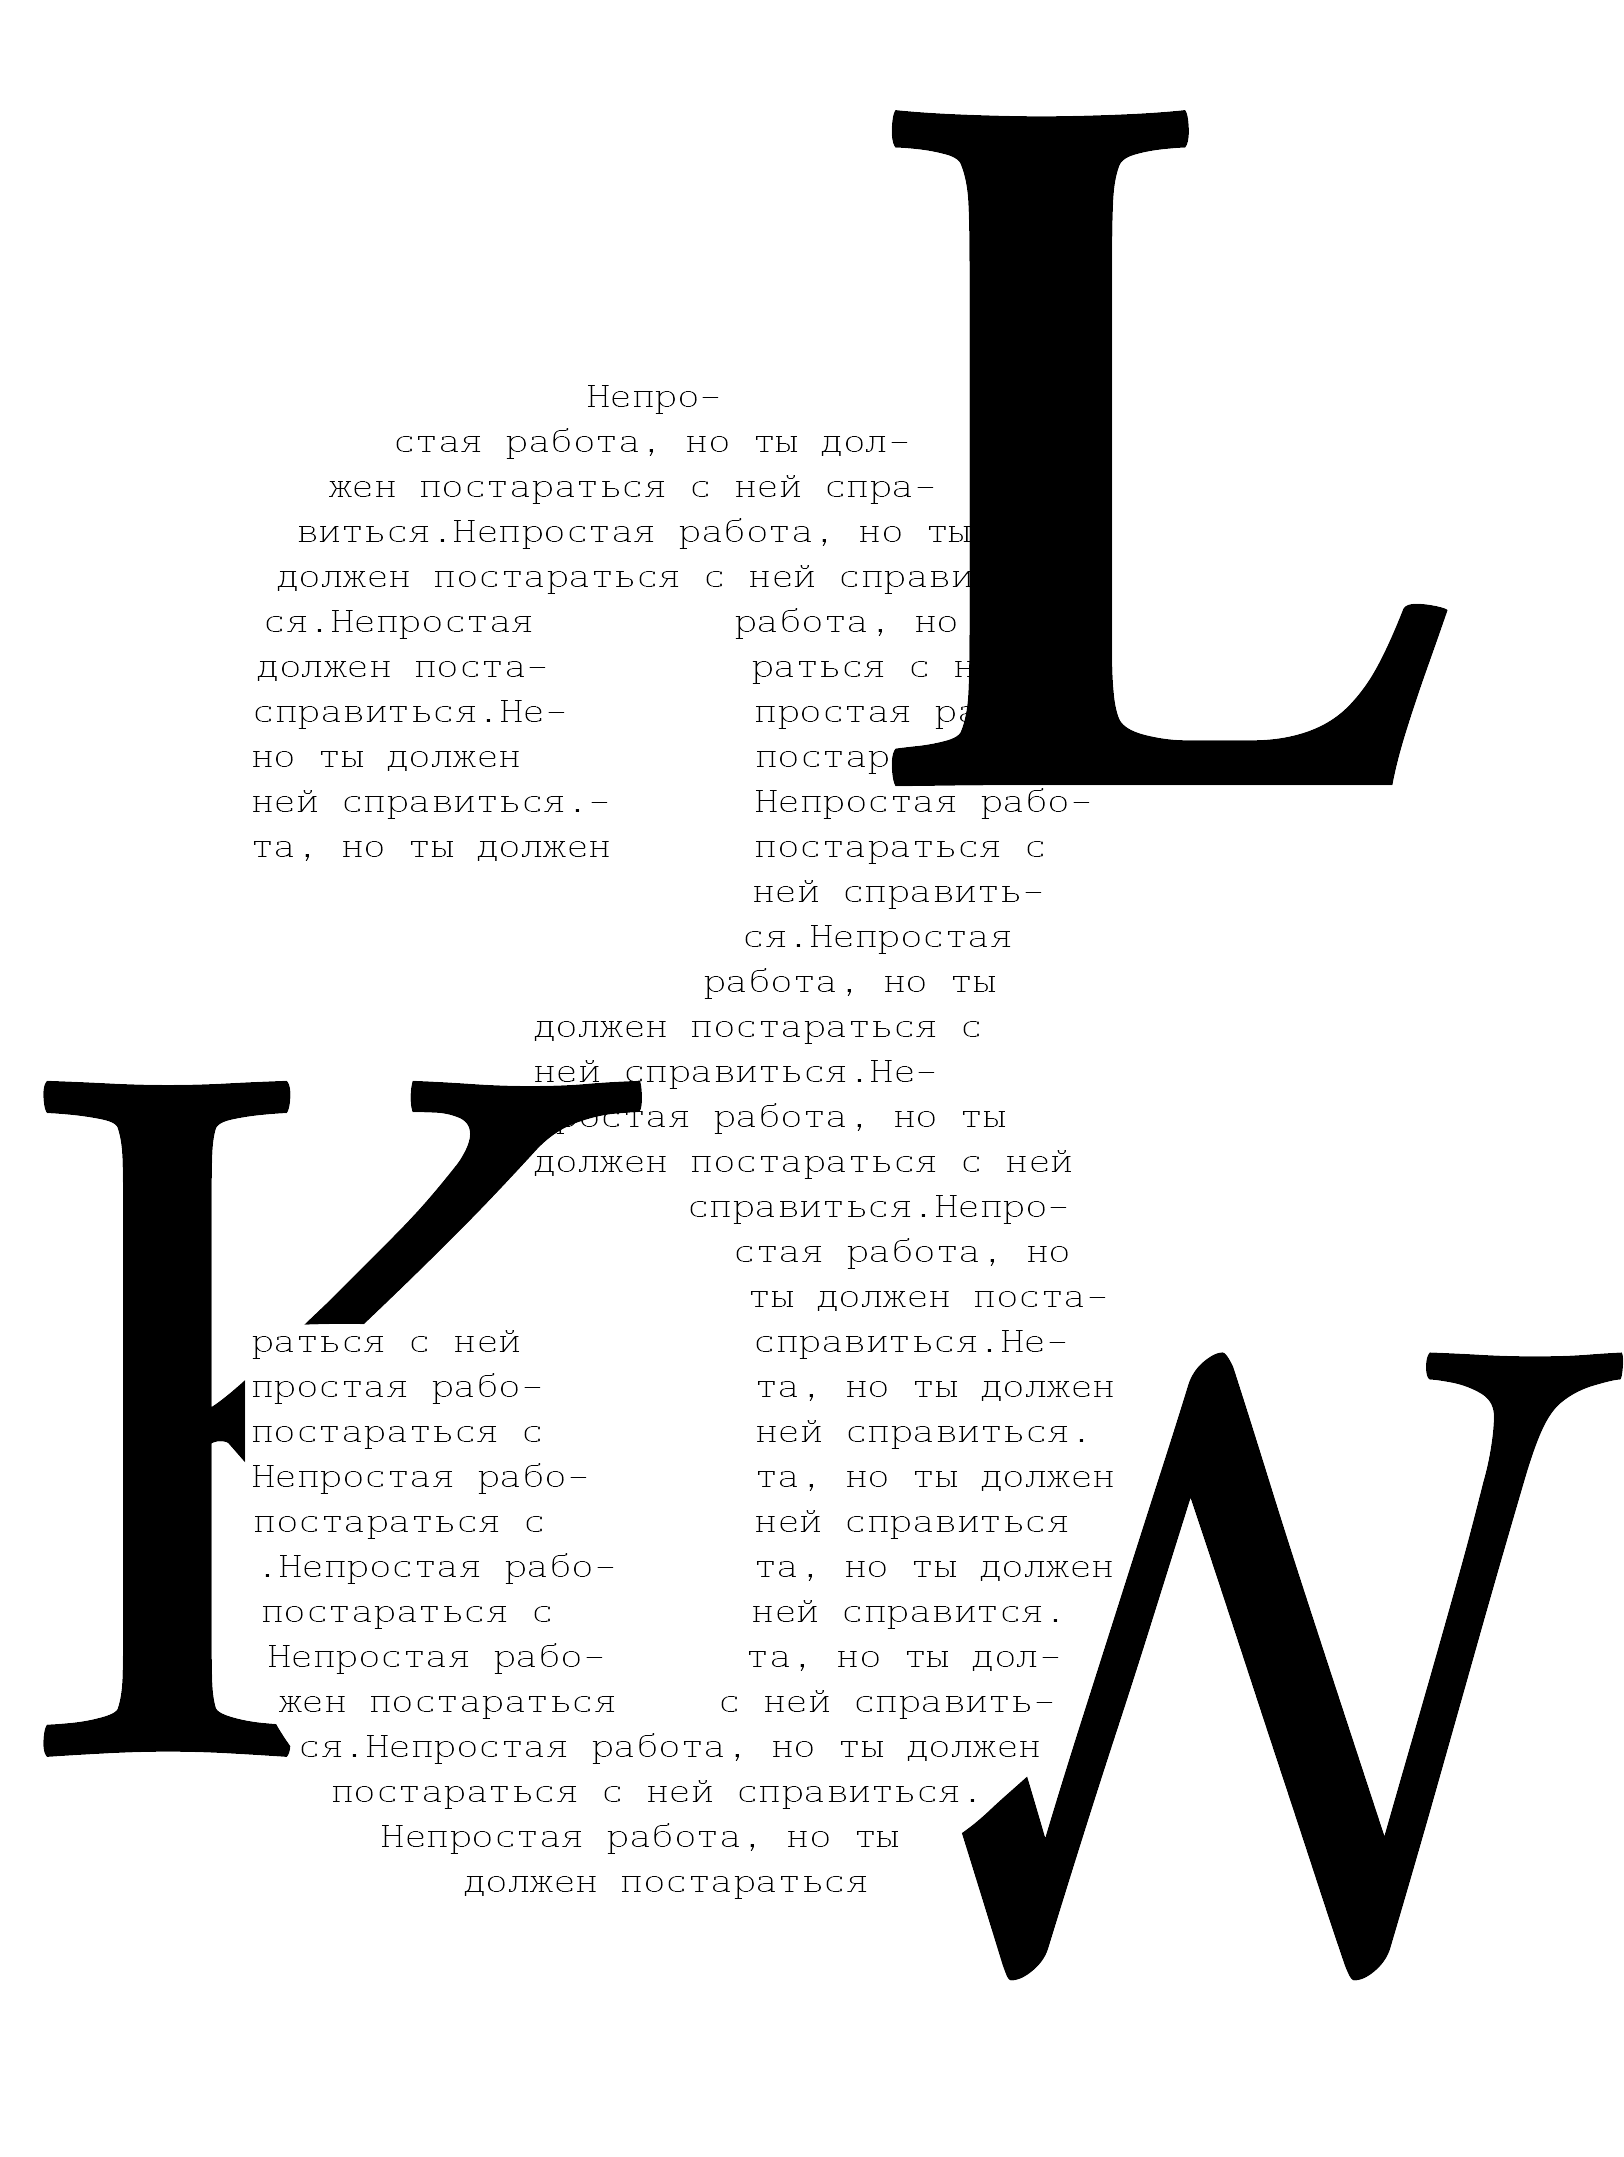 L
Непро-
стая работа, но ты дол-
жен постараться с ней спра-
виться.Непростая работа, но ты
должен постараться с ней справи
ся.Непростая работа, но
должен поста- раться с
справиться.Не- простая
но ты должен
ней справиться.- Непростая рабо-
та, но ты должен постараться с
ней справить-
ся.Непростая
работа, но ты
должен постараться с
ней справиться.Не-
K
простая работа, но ты
должен постараться с ней
справиться.Непро-
стая работа, но
ты должен поста-
раться с ней справиться.Не-
простая рабо- та, но ты должен
постараться с ней справиться.
Непростая рабо- та, но ты должен
постараться с ней справиться
.Непростая рабо- та, но ты должен
постараться с ней справится.
Непростая рабо- та, но ты дол-
жен постараться с ней справить-
ся.Непростая работа, но ты должен
постараться с ней справиться.
Непростая работа, но ты
должен постараться
W